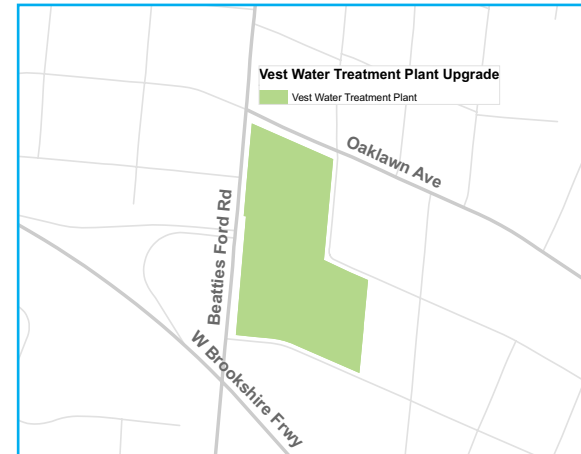 Vest Water Treatment Plant Upgrade
Vest Water Treatment Plant
Oaklawn Ave
Beatties Ford Rd
W Brookshire Frwy